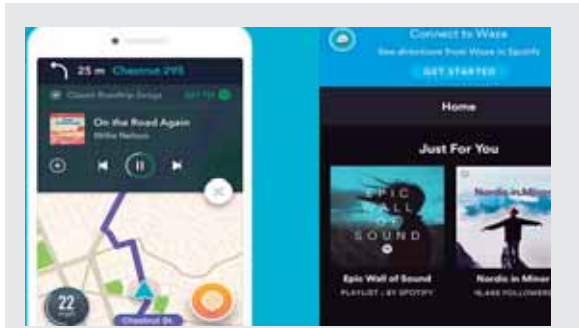 25 m Chestnut 295
Classic Roadtrip Songs
On the Road Again
Willie Nelson
22
Chestnut St
Connect to Waze
See directions from Waze in Spotify
GET STARTED
Home
Just For You
EPIC
WALL
OF
SOUND
Nordic in Minor
Epic Wall of Sound
PLAYLIST • BY SPOTIFY
Nordic in Minor
FOLLOWERS